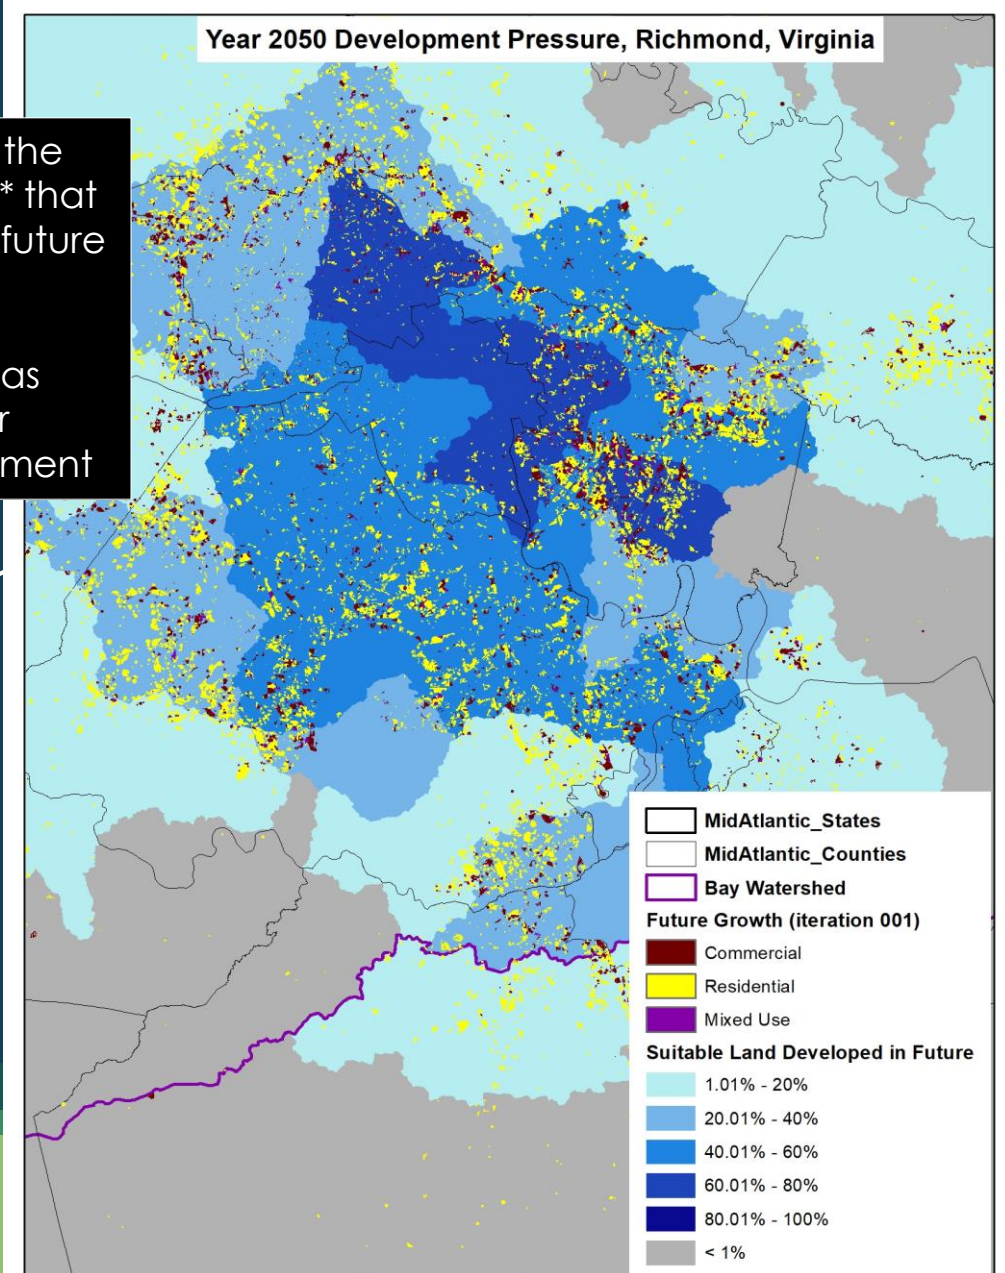 Year 2050 Development Pressure, Richmond, Virginia
the
* that
future
as
r
ment
MidAtlantic_States
MidAtlantic_Counties
Bay Watershed
Future Growth (iteration 001)
Commercial
Residential
Mixed Use
Suitable Land Developed in Future
1.01% - 20%
20.01% - 40%
40.01% - 60%
60.01% - 80%
80.01% - 100%
< 1%